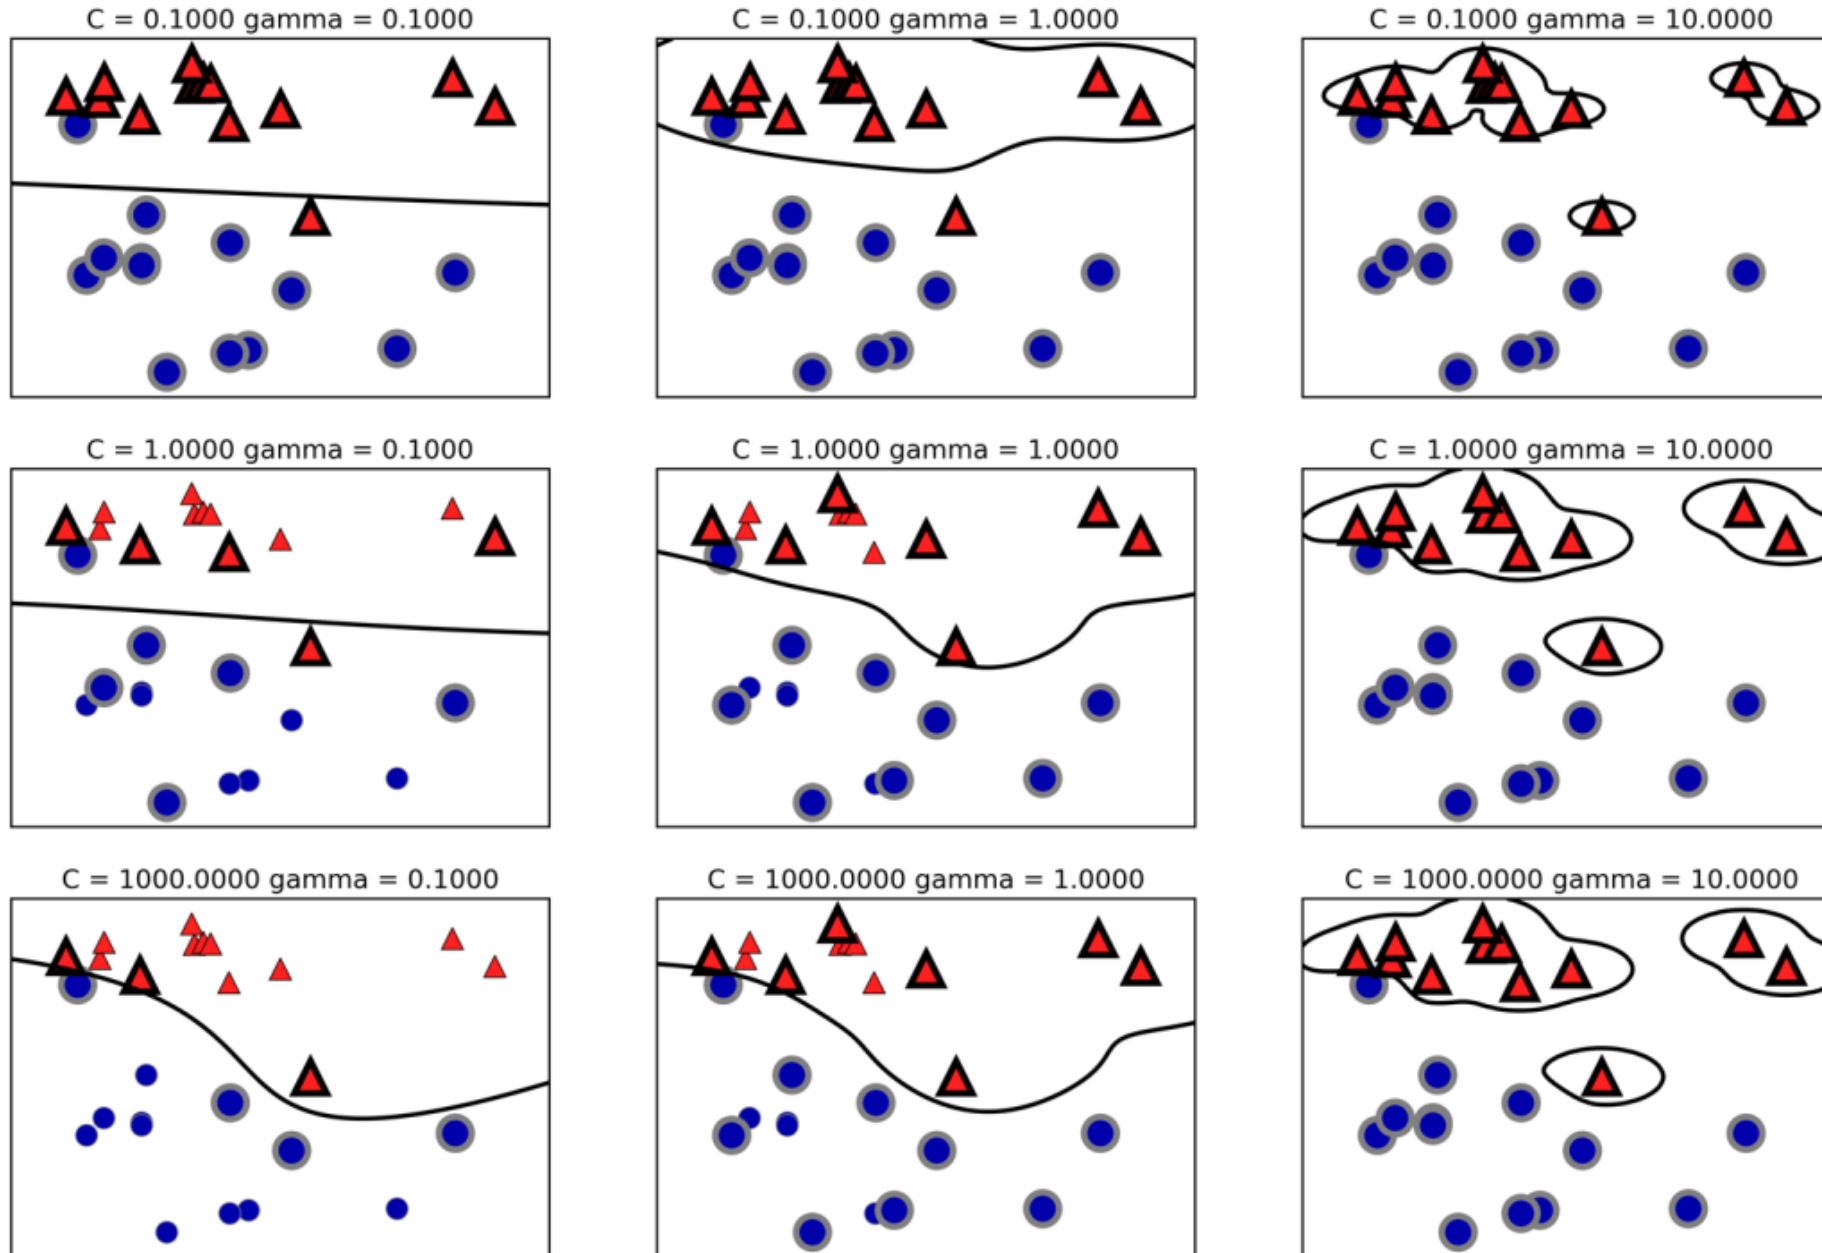 C = 0.1000 gamma = 0.1000
C = 0.1000 gamma = 1.0000
C = 0.1000 gamma = 10.0000
C = 1.0000 gamma = 0.1000
C = 1.0000 gamma = 1.0000
C = 1.0000 gamma = 10.0000
C = 1000.0000 gamma = 0.1000
C = 1000.0000 gamma = 1.0000
C = 1000.0000 gamma = 10.0000